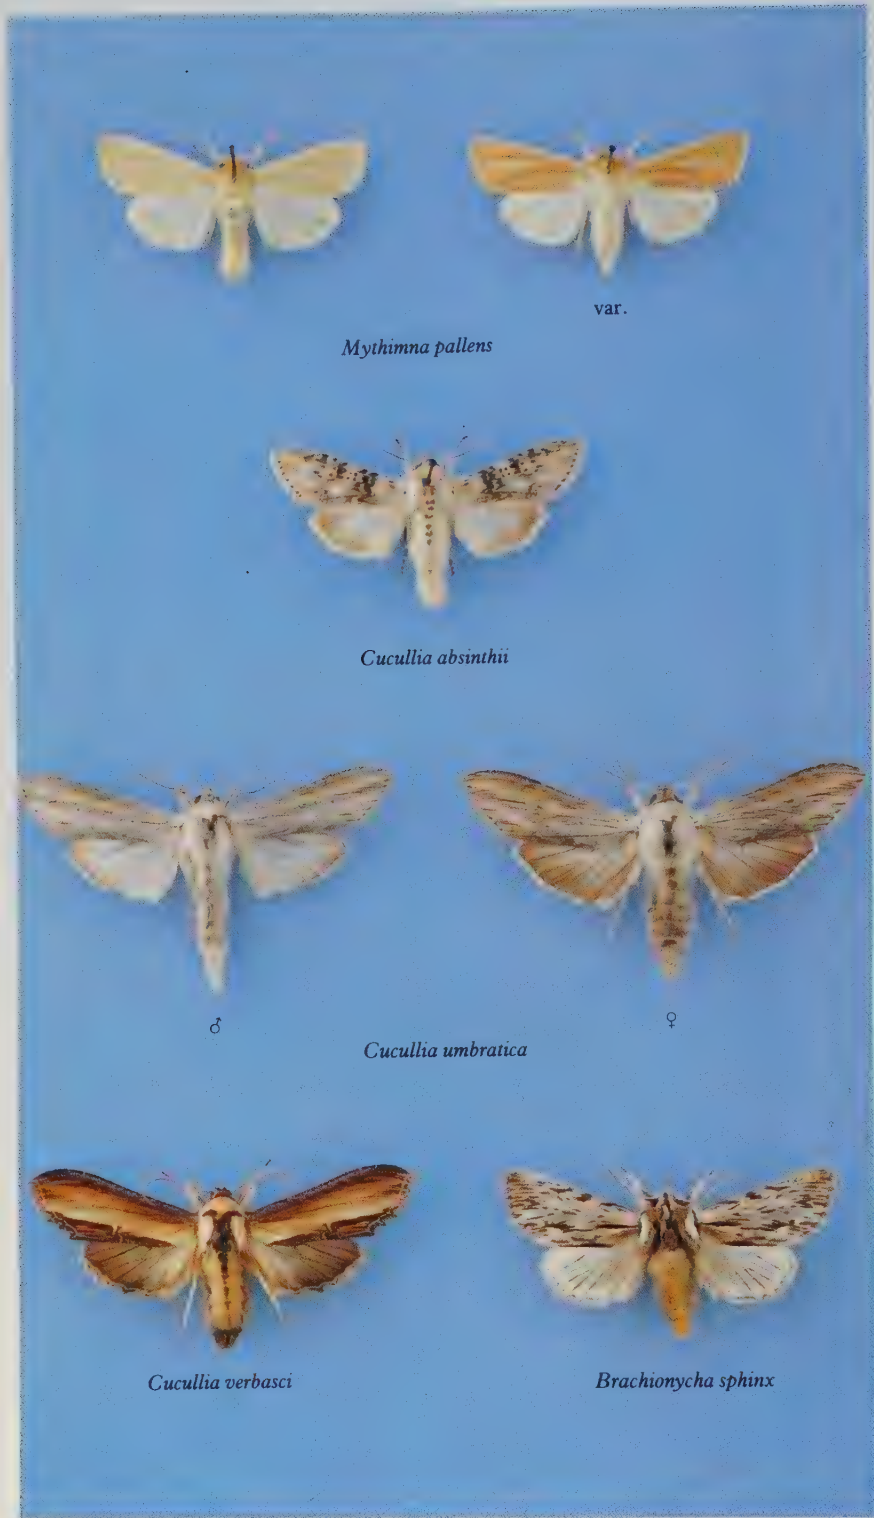 var.
Mythimna pallens
Cucullia absinthii
♂ ♀
Cucullia umbratica
Cucullia verbasci Brachionycha sphinx